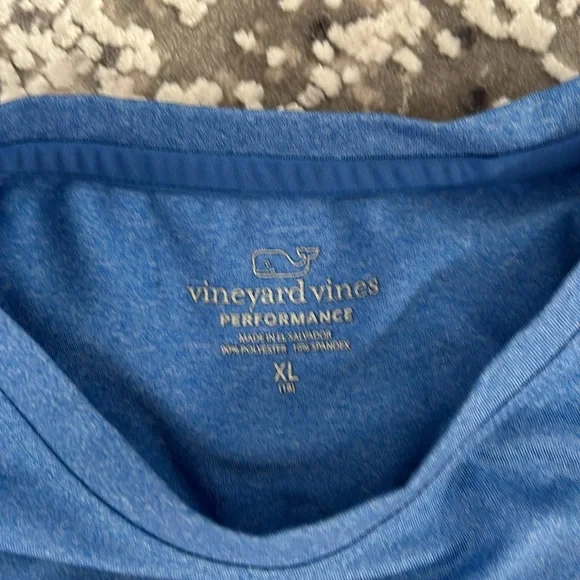 vineyard vines
PERFORMANCE
MADE IN EL SALVADOR
90% POLYESTER 10% SPANDEX
XL
(18)